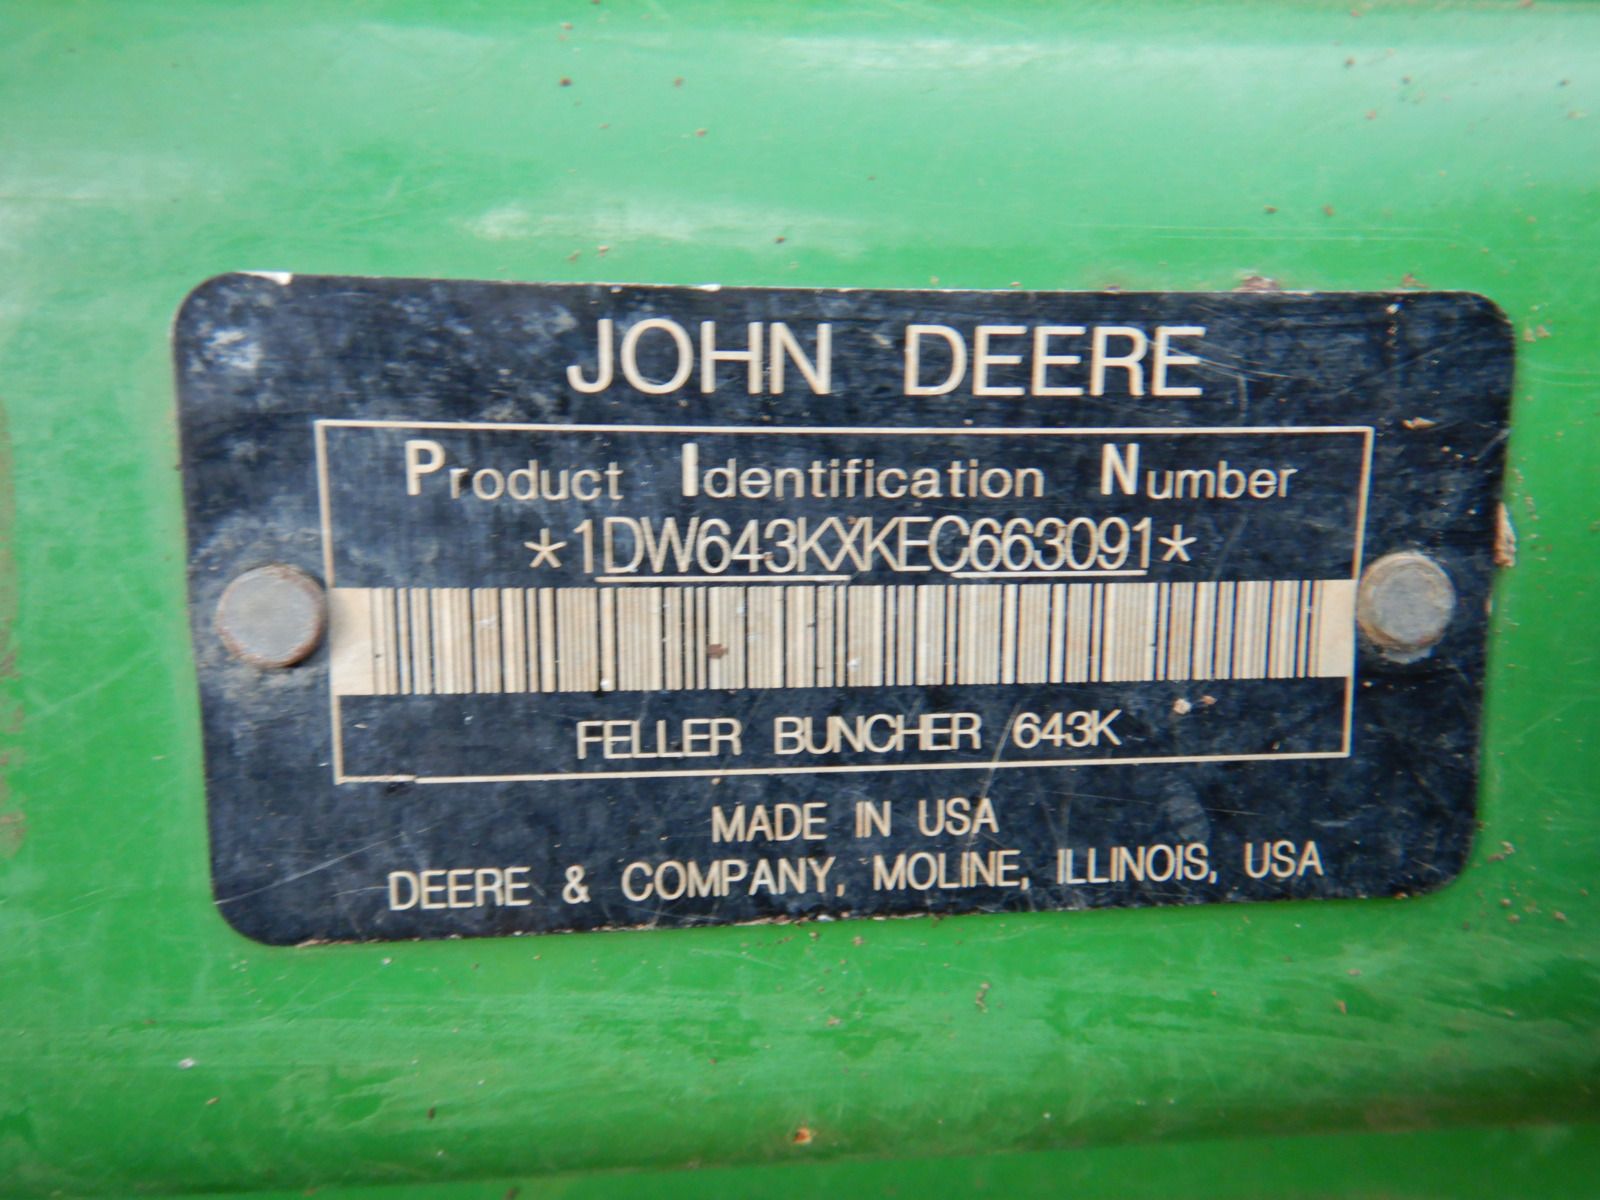 JOHN DEERE
Product Identification Number
*1DW643KXKEC663091*
FELLER BUNCHER 643K
MADE IN USA
DEERE & COMPANY, MOLINE, ILLINOIS, USA